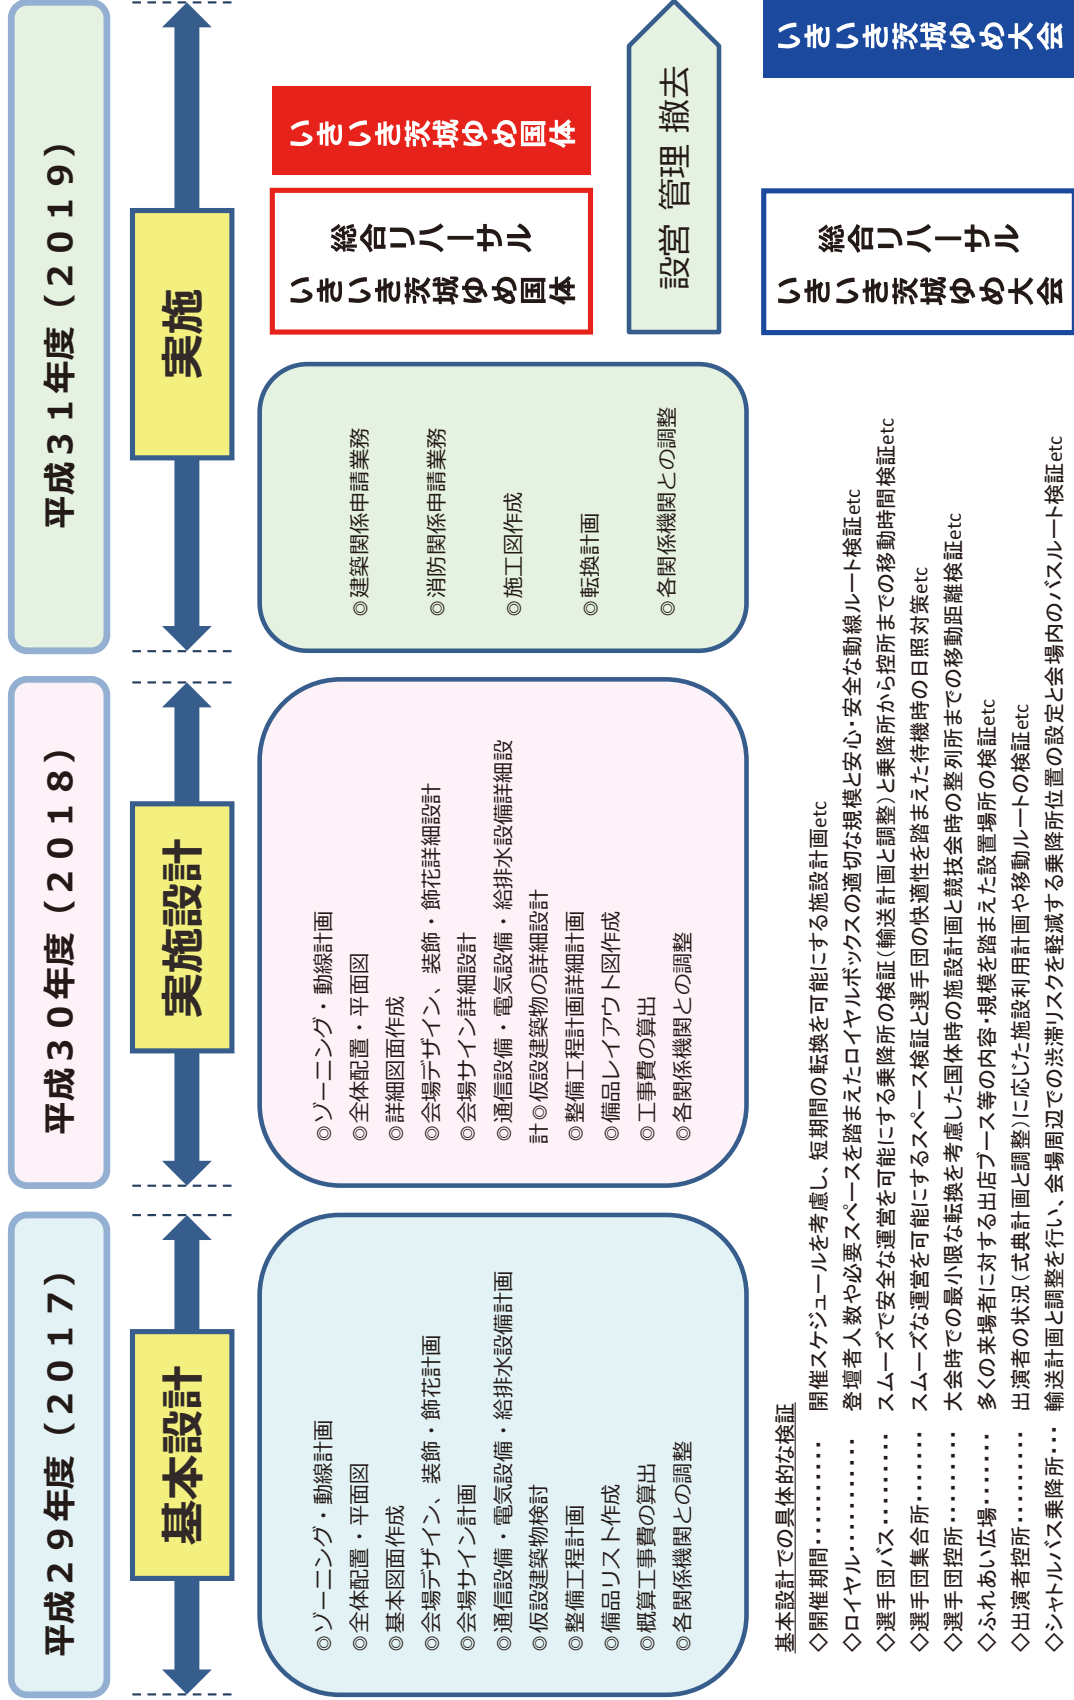 平成２９年度（２０１７）
平成３０年度（２０１８）
平成３１年度（２０１９）
基本設計
実施設計
実施
◎ゾーニング・動線計画
◎全体配置・平面図
◎基本図面作成
◎会場デザイン、装飾・飾花計画
◎会場サイン計画
◎通信設備・電気設備・給排水設備計画
◎仮設建築物検討
◎整備工程計画
◎備品リスト作成
◎概算工事費の算出
◎各関係機関との調整
◎ゾーニング・動線計画
◎全体配置・平面図
◎詳細図面作成
◎会場デザイン、装飾・飾花詳細設計
◎会場サイン詳細設計
◎通信設備・電気設備・給排水設備詳細設
計◎仮設建築物の詳細設計
◎整備工程計画詳細計画
◎備品レイアウト図作成
◎工事費の算出
◎各関係機関との調整
◎建築関係申請業務
◎消防関係申請業務
◎施工図作成
◎転換計画
◎各関係機関との調整
総合リハーサル
いきいき茨城ゆめ国体
いきいき茨城ゆめ国体
設営 管理 撤去
総合リハーサル
いきいき茨城ゆめ大会
いきいき茨城ゆめ大会
基本設計での具体的な検証
◇開催期間・・・・・・・・・・ 開催スケジュールを考慮し、短期間の転換を可能にする施設計画etc
◇ロイヤル・・・・・・・・・・・ 登壇者人数や必要スペースを踏まえたロイヤルボックスの適切な規模と安心・安全な動線ルート検証etc
◇選手団バス・・・・・・・・・ スムーズで安全な運営を可能にする乗降所の検証（輸送計画と調整）と乗降所から控所までの移動時間検証etc
◇選手団集合所・・・・・・・ スムーズな運営を可能にするスペース検証と選手団の快適性を踏まえた待機時の日照対策etc
◇選手団控所・・・・・・・・・ 大会時での最小限な転換を考慮した国体時の施設計画と競技会時の整列所までの移動距離検証etc
◇ふれあい広場・・・・・・・ 多くの来場者に対する出店ブース等の内容・規模を踏まえた設置場所の検証etc
◇出演者控所・・・・・・・・・ 出演者の状況（式典計画と調整）に応じた施設利用計画や移動ルートの検証etc
◇シャトルバス乗降所・・・ 輸送計画と調整を行い、会場周辺での渋滞リスクを軽減する乗降所位置の設定と会場内のバスルート検証etc